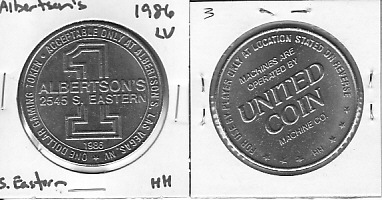 Albertson's
1986
LV
ONE DOLLAR GAMING TOKEN • ACCEPTABLE ONLY AT ALBERTSON'S, LAS VEGAS, NV.
1
ALBERTSON'S
2545 S. EASTERN
1986
S. Eastern
HH
3
FOR USE BY LATER ONLY AT LOCATION STATED ON REVERSE
MACHINES ARE
OPERATED BY
UNITED
COIN
MACHINE CO.
HH